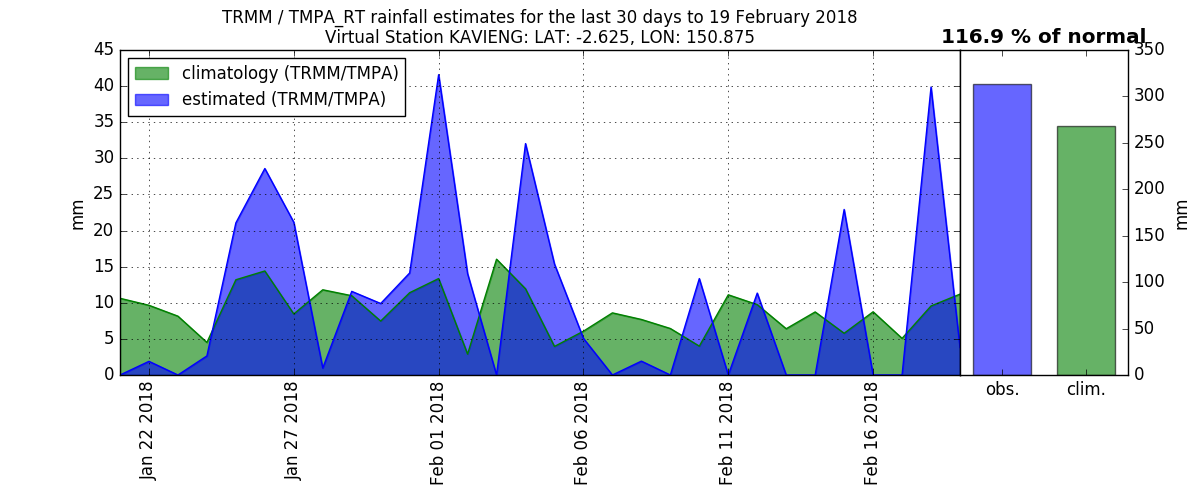 TRMM / TMPA_RT rainfall estimates for the last 30 days to 19 February 2018
Virtual Station KAVIENG: LAT: -2.625, LON: 150.875
116.9 % of normal
climatology (TRMM/TMPA)
estimated (TRMM/TMPA)
45
40
35
30
25
20
15
10
5
0
mm
350
300
250
200
150
100
50
0
mm
Jan 22 2018
Jan 27 2018
Feb 01 2018
Feb 06 2018
Feb 11 2018
Feb 16 2018
obs.
clim.